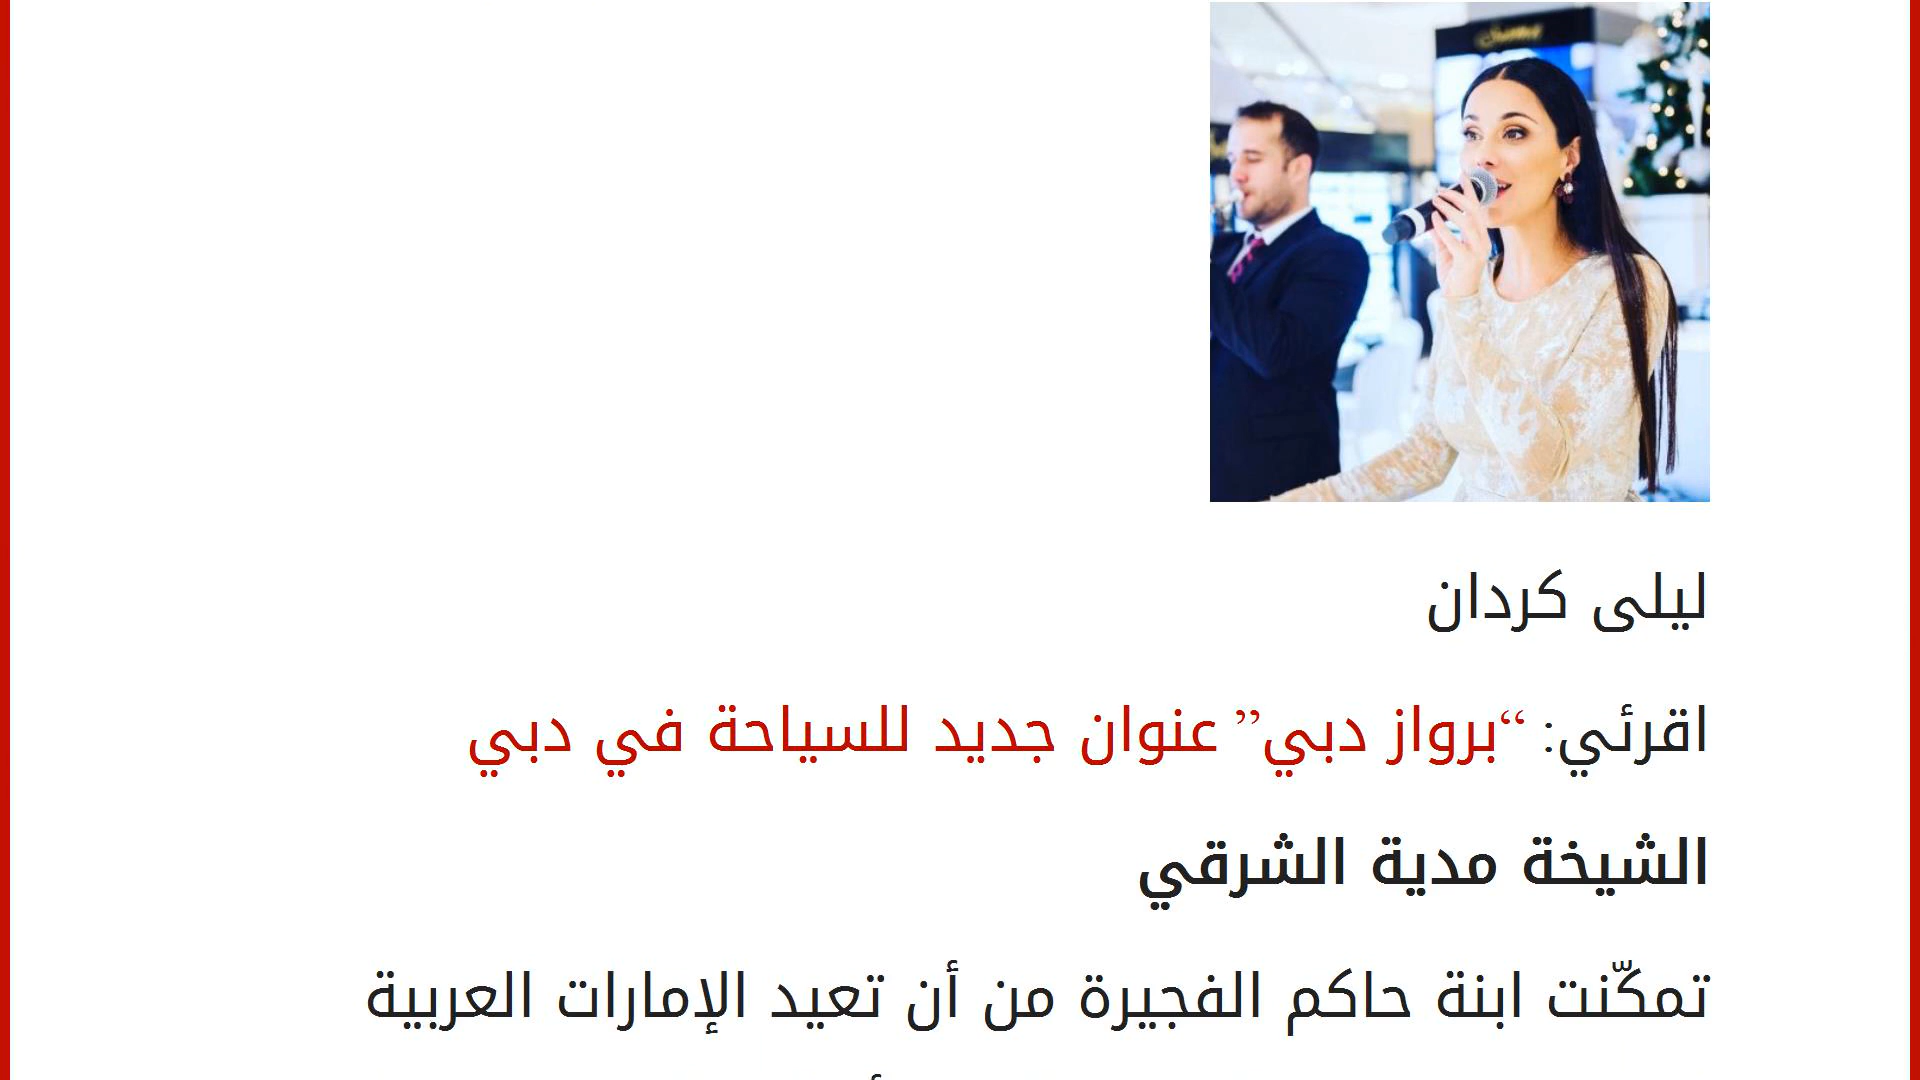 ليلى كردان
اقرئي: “برواز دبي” عنوان جديد للسياحة في دبي
الشيخة مدية الشرقي
تمكّنت ابنة حاكم الفجيرة من أن تعيد الإمارات العربية